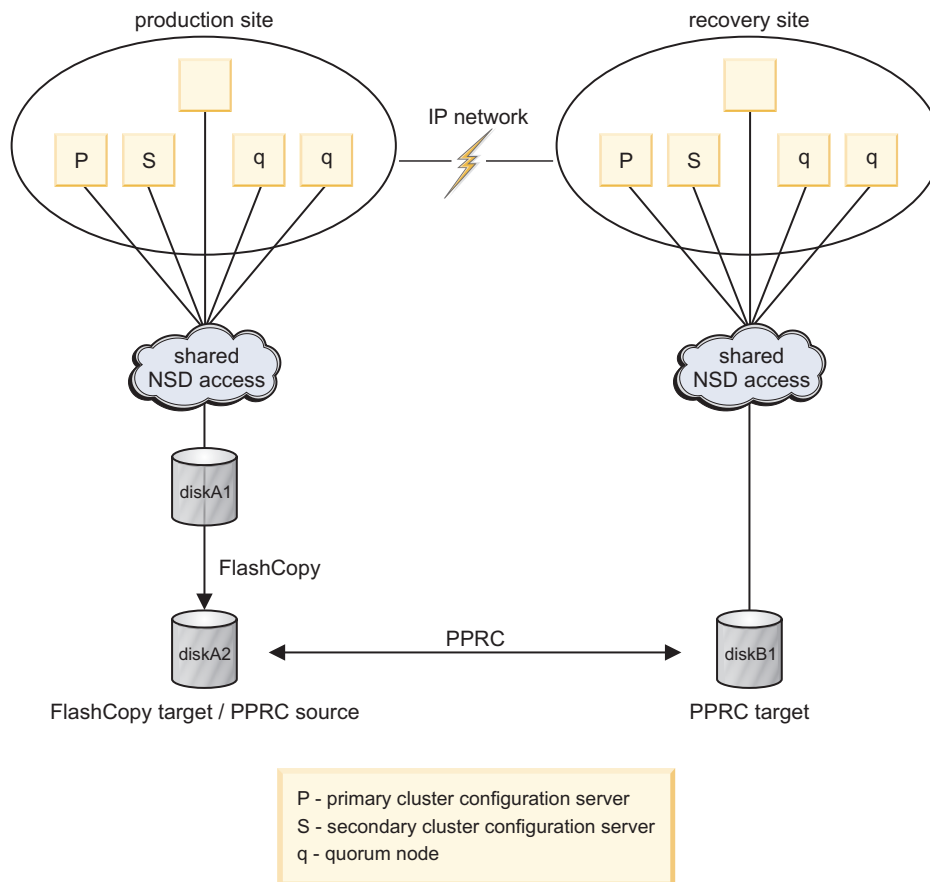 production site
recovery site
IP network
P
S
q
q
P
S
q
q
shared
NSD access
shared
NSD access
diskA1
FlashCopy
diskA2
PPRC
diskB1
FlashCopy target / PPRC source
PPRC target
P - primary cluster configuration server
S - secondary cluster configuration server
q - quorum node